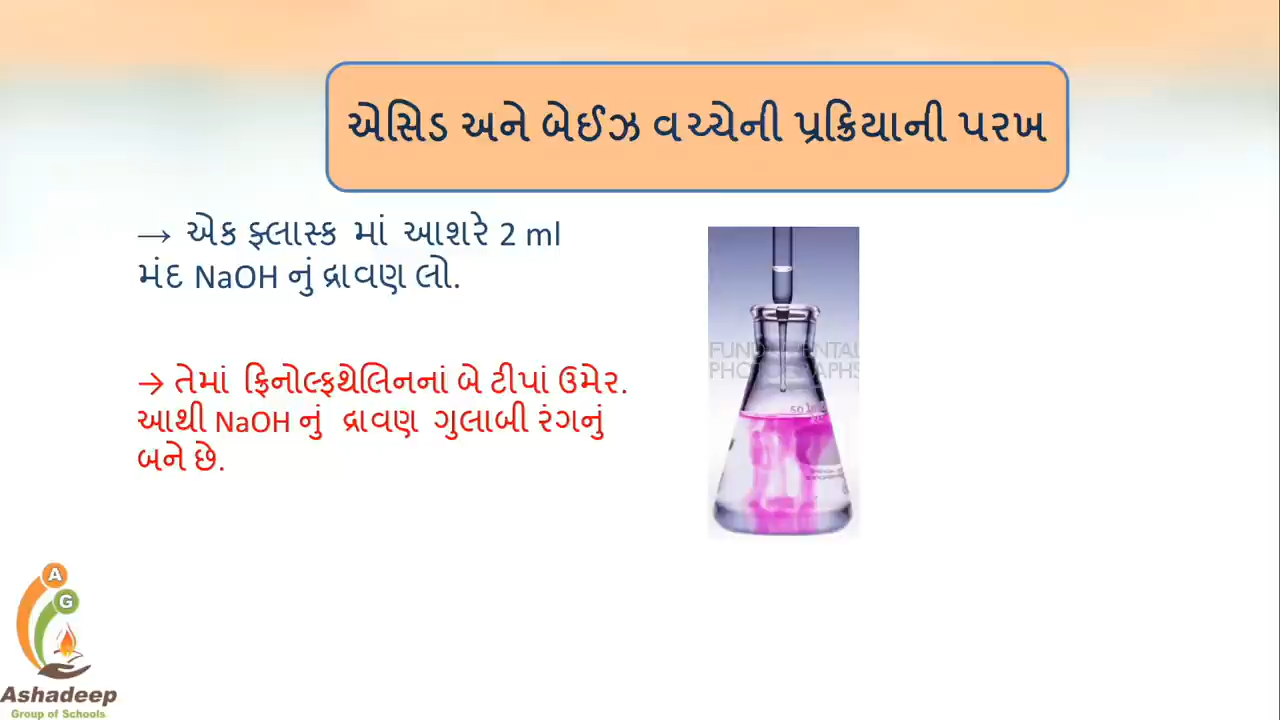 એસિડ અને બેઈઝ વચ્ચેની પ્રક્રિયાની પરખ
→ એક ફ્લાસ્ક માં આશરે 2 ml
મંદ NaOH નું દ્રાવણ લો.
→ તેમાં ફિનોલ્ફથેલિનનાં બે ટીપાં ઉમેર.
આથી NaOH નું દ્રાવણ ગુલાબી રંગનું
બને છે.
A
G
Ashadeep
Group of Schools